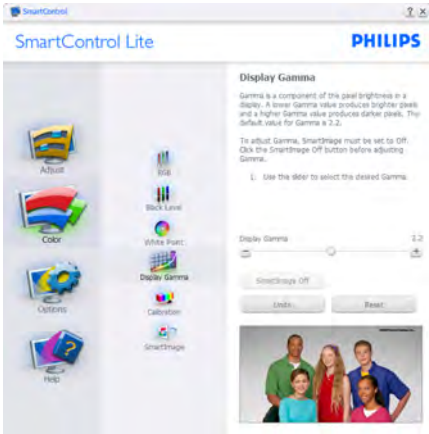 SmartControl
SmartControl Lite
PHILIPS
Adjust
Color
Options
Help
RGB
Black Level
White Point
Display Gamma
Calibration
SmartImage
Display Gamma
Gamma is a component of this panel brightness in a
display. A lower Gamma value produces brighter pixels
and a higher Gamma value produces darker pixels. The
default value for Gamma is 2.2.
To adjust Gamma, SmartImage must be set to Off.
Click the SmartImage Off button before adjusting
Gamma.
1. Use the slider to select the desired Gamma.
Display Gamma 2.2
SmartImage Off
Undo Reset